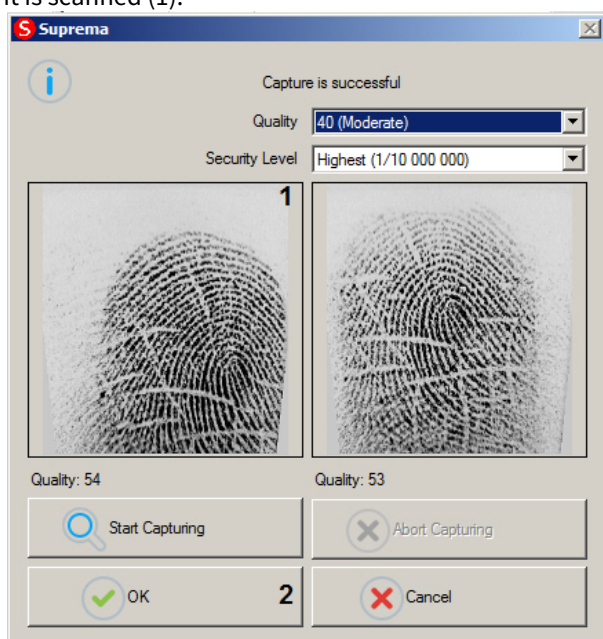 it is scanned (1).
S Suprema
Capture is successful
Quality 40 (Moderate)
Security Level Highest (1/10 000 000)
1
Quality: 54 Quality: 53
Start Capturing Abort Capturing
OK 2 Cancel